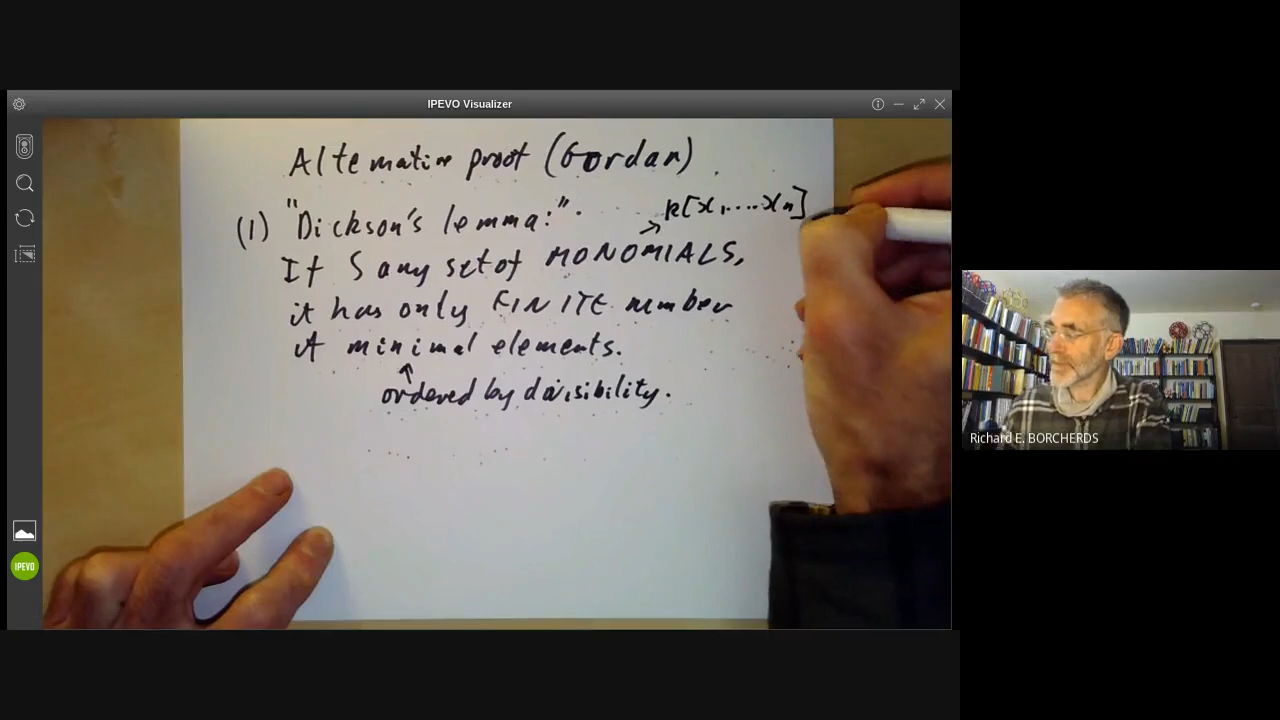 IPEVO Visualizer
Alternative proof (Gordan)
(1) "Dickson's lemma:".
→ k[x1,....xn]
If S any set of MONOMIALS,
it has only FINITE number
of minimal elements.
↑
ordered by divisibility.
IPEVO
Richard E. BORCHERDS